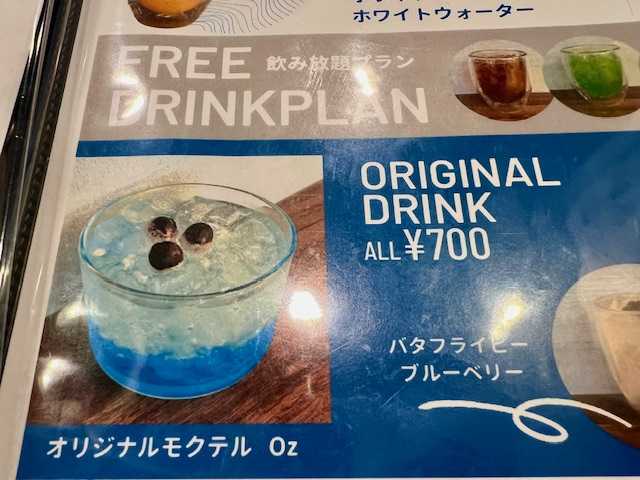 ホワイトウォーター
FREE 飲み放題プラン
DRINKPLAN
ORIGINAL
DRINK
ALL ¥700
バタフライピー
ブルーベリー
オリジナルモクテル Oz